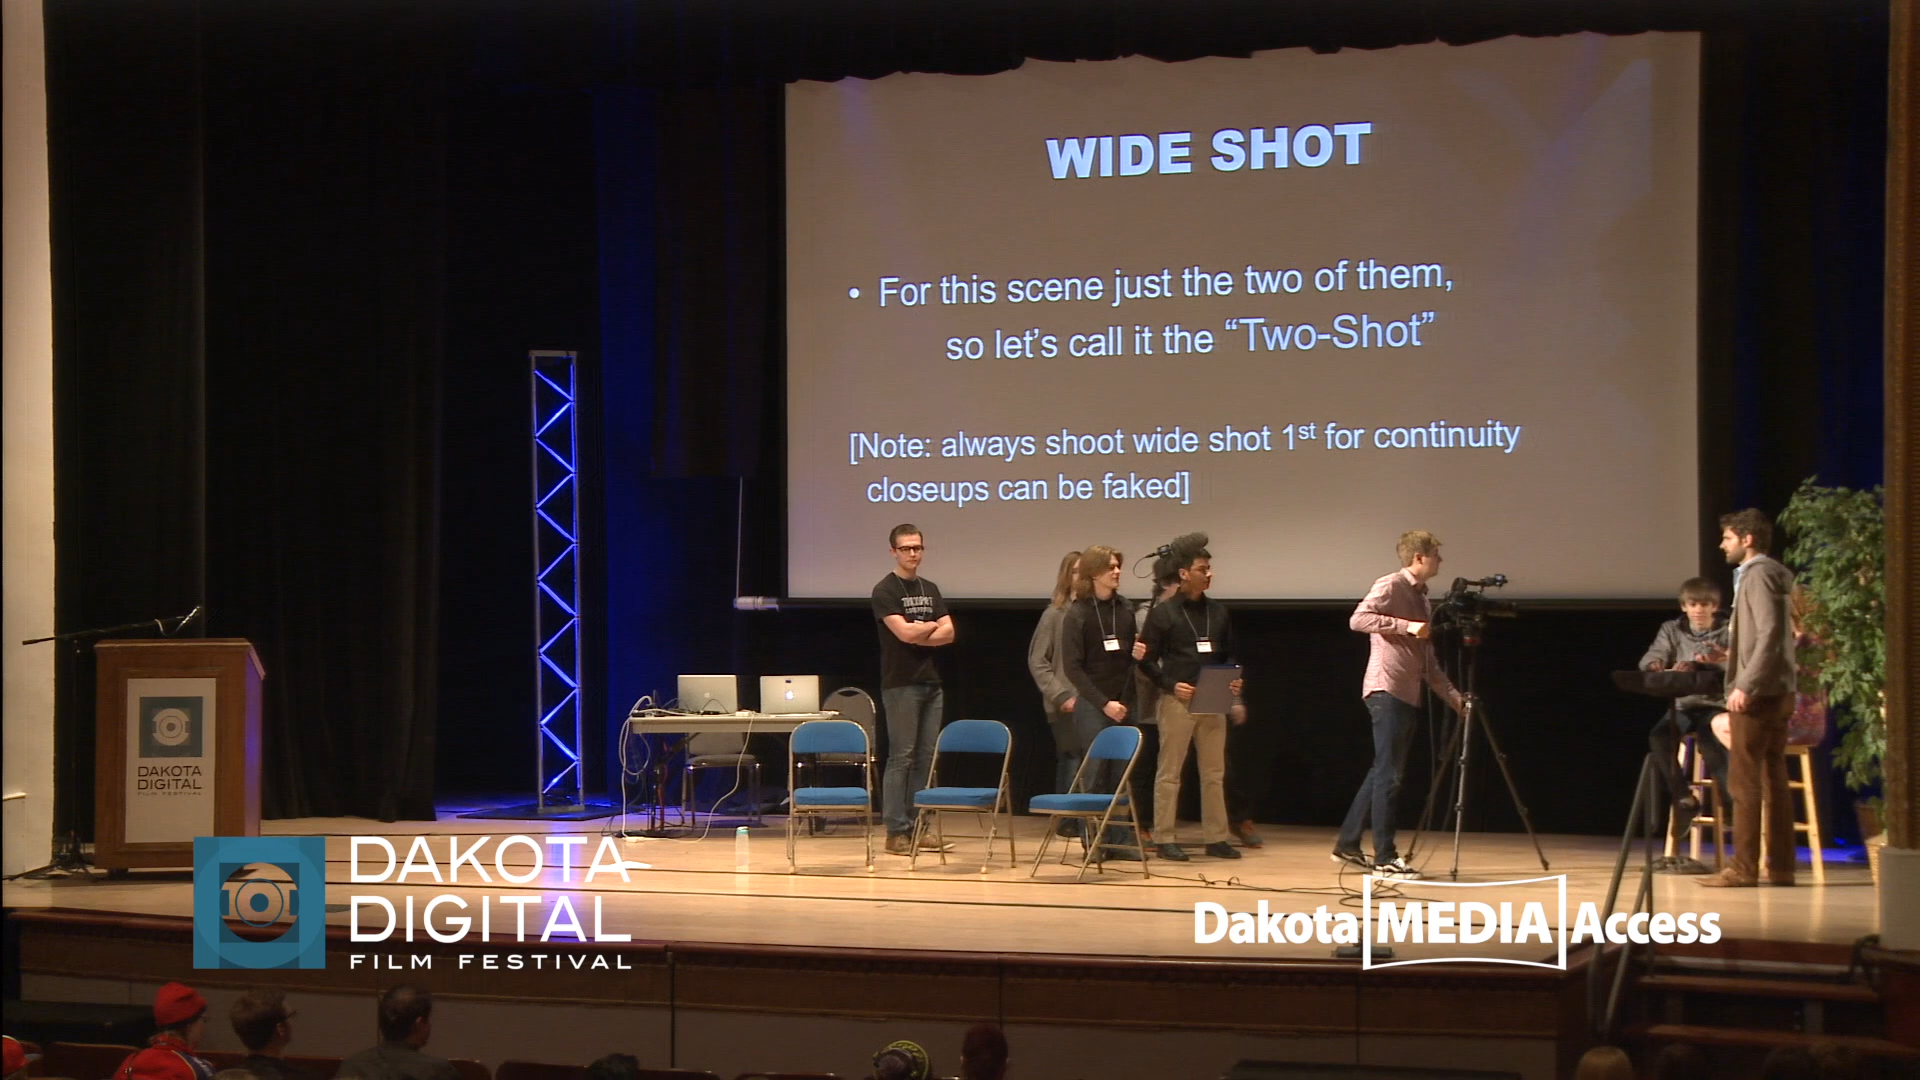 WIDE SHOT
• For this scene just the two of them,
so let's call it the “Two-Shot”
[Note: always shoot wide shot 1st for continuity
closeups can be faked]
DAKOTA
DIGITAL
FILM FESTIVAL
DAKOTA
DIGITAL
FILM FESTIVAL
Dakota MEDIA Access